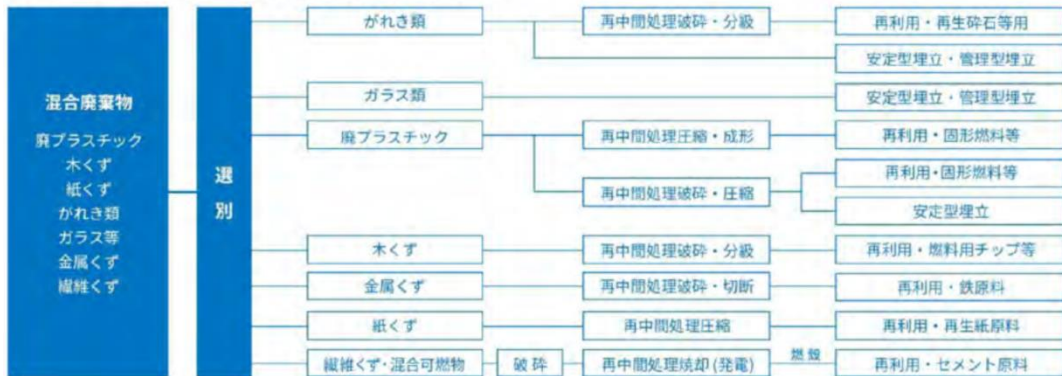 混合廃棄物
廃プラスチック
木くず
紙くず
がれき類
ガラス等
金属くず
繊維くず
選別
がれき類
再中間処理破砕・分級
再利用・再生砕石等用
安定型埋立・管理型埋立
ガラス類
安定型埋立・管理型埋立
廃プラスチック
再中間処理圧縮・成形
再利用・固形燃料等
再中間処理破砕・圧縮
再利用・固形燃料等
安定型埋立
木くず
再中間処理破砕・分級
再利用・燃料用チップ等
金属くず
再中間処理破砕・切断
再利用・鉄原料
紙くず
再中間処理圧縮
再利用・再生紙原料
繊維くず・混合可燃物
破砕
再中間処理焼却(発電)
燃殻
再利用・セメント原料